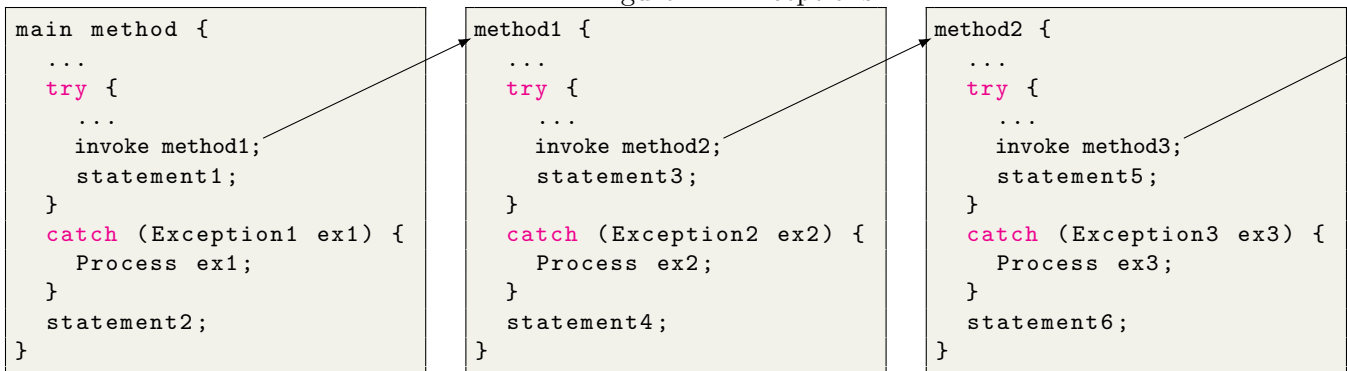 main method {
...
try {
...
invoke method1;
statement1;
}
catch (Exception1 ex1) {
Process ex1;
}
statement2;
}
method1 {
...
try {
...
invoke method2;
statement3;
}
catch (Exception2 ex2) {
Process ex2;
}
statement4;
}
method2 {
...
try {
...
invoke method3;
statement5;
}
catch (Exception3 ex3) {
Process ex3;
}
statement6;
}